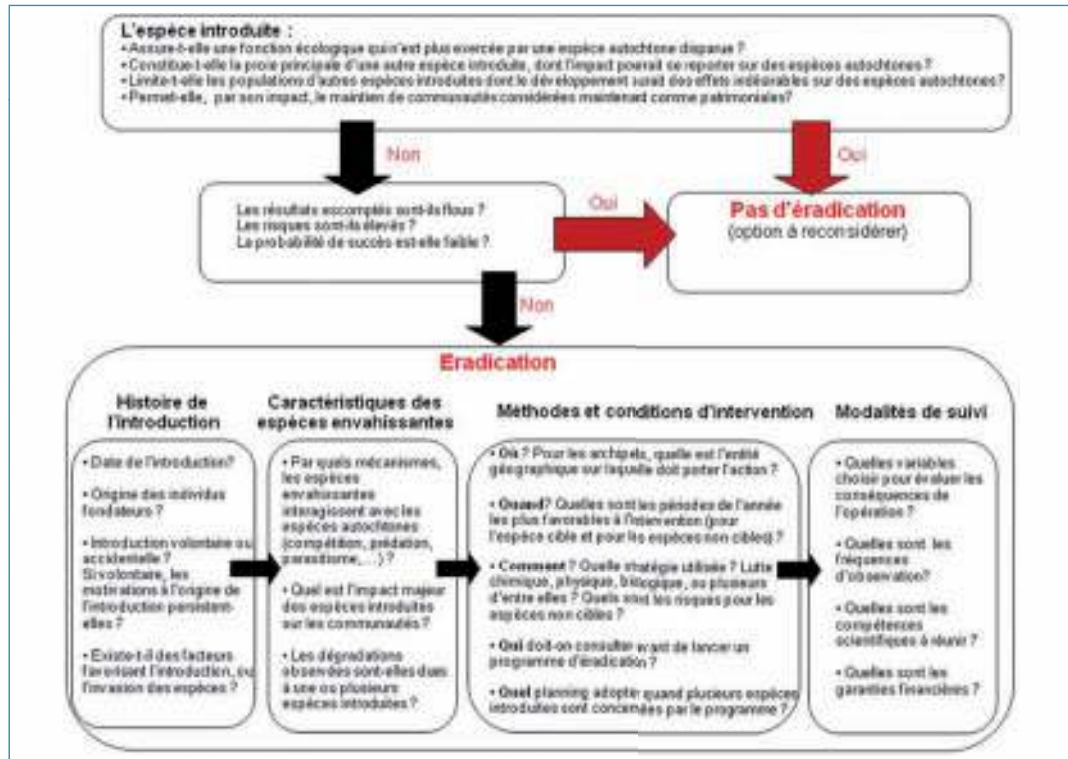 L'espèce introduite :
•Assure-t-elle une fonction écologique qui n'est plus exercée par une espèce autochtone disparue ?
•Constitue-t-elle la proie principale d'une autre espèce introduite, dont l'impact pourrait se reporter sur des espèces autochtones ?
•Limite-t-elle les populations d'autres espèces introduites dont le développement aurait des effets indésirables sur des espèces autochtones?
•Permet-elle, par son impact, le maintien de communautés considérées maintenant comme patrimoniales?
Non
Oui
Les résultats escomptés sont-ils flous ?
Les risques sont-ils élevés ?
La probabilité de succès est-elle faible ?
Oui
Pas d'éradication
(option à reconsidérer)
Non
Eradication
Histoire de
l'introduction
• Date de l'introduction?
• Origine des individus
fondateurs ?
• Introduction volontaire ou
accidentelle ?
Si volontaire, les
motivations à l'origine de
l'introduction persistent-
elles ?
• Existe-t-il des facteurs
favorisant l'introduction, ou
l'invasion des espèces ?
Caractéristiques des
espèces envahissantes
• Par quels mécanismes,
les espèces
envahissantes
interagissent avec les
espèces autochtones
(compétition, prédation,
parasitisme,...) ?
• Quel est l'impact majeur
des espèces introduites
sur les communautés ?
• Les dégradations
observées sont-elles dues
à une ou plusieurs
espèces introduites ?
Méthodes et conditions d'intervention
• Où ? Pour les archipels, quelle est l'entité
géographique sur laquelle doit porter l'action ?
• Quand? Quelles sont les périodes de l'année
les plus favorables à l'intervention (pour
l'espèce cible et pour les espèces non cibles) ?
• Comment ? Quelle stratégie utilisée ? Lutte
chimique, physique, biologique, ou plusieurs
d'entre elles ? Quels sont les risques pour les
espèces non cibles ?
• Qui doit-on consulter avant de lancer un
programme d'éradication ?
• Quel planning adopter quand plusieurs espèces
introduites sont concernées par le programme ?
Modalités de suivi
• Quelles variables
choisir pour évaluer les
conséquences de
l'opération ?
• Quelles sont les
fréquences
d'observation?
• Quelles sont les
compétences
scientifiques à réunir ?
• Quelles sont les
garanties financières ?